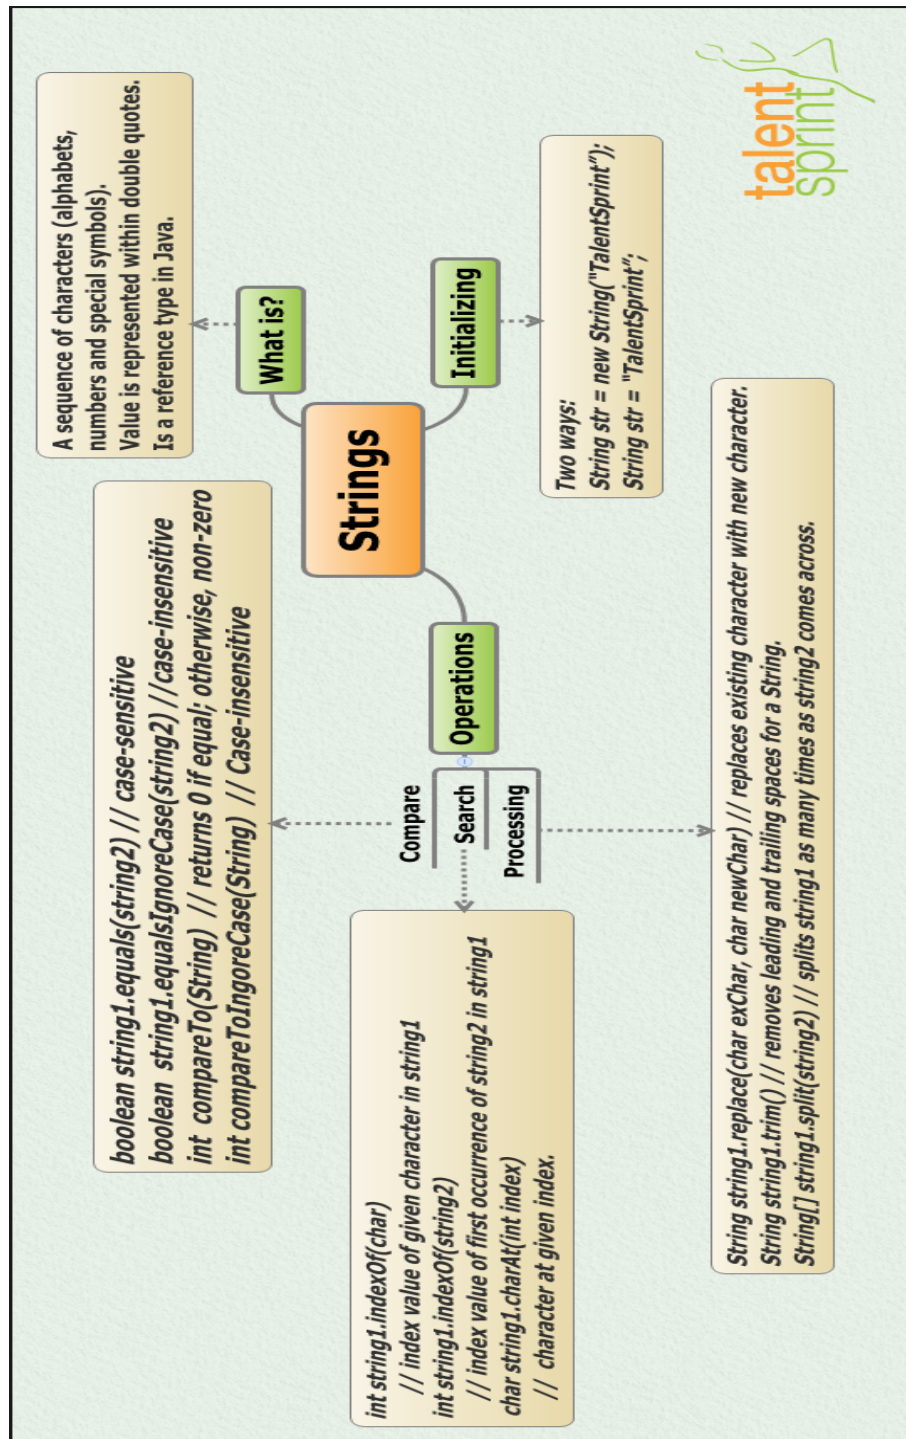 talent
sprint
Strings
What is?
A sequence of characters (alphabets,
numbers and special symbols).
Value is represented within double quotes.
Is a reference type in Java.
Initializing
Two ways:
String str = new String(“TalentSprint”);
String str = “TalentSprint”;
Operations
Compare
Search
Processing
boolean string1.equals(string2) // case-sensitive
boolean string1.equalsIgnoreCase(string2) //case-insensitive
int compareTo(String) // returns 0 if equal; otherwise, non-zero
int compareToIngoreCase(String) // Case-insensitive
int string1.indexOf(char)
// index value of given character in string1
int string1.indexOf(string2)
// index value of first occurrence of string2 in string1
char string1.charAt(int index)
// character at given index.
String string1.replace(char exChar, char newChar) // replaces existing character with new character.
String string1.trim() // removes leading and trailing spaces for a String.
String[] string1.split(string2) // splits string1 as many times as string2 comes across.